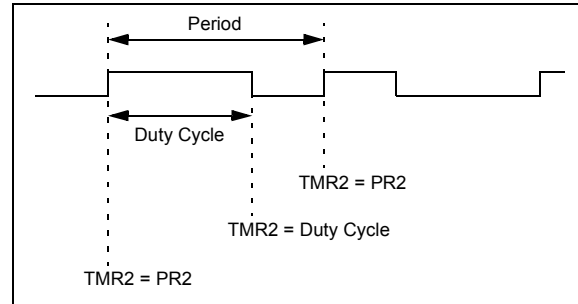 Period
Duty Cycle
TMR2 = PR2
TMR2 = Duty Cycle
TMR2 = PR2